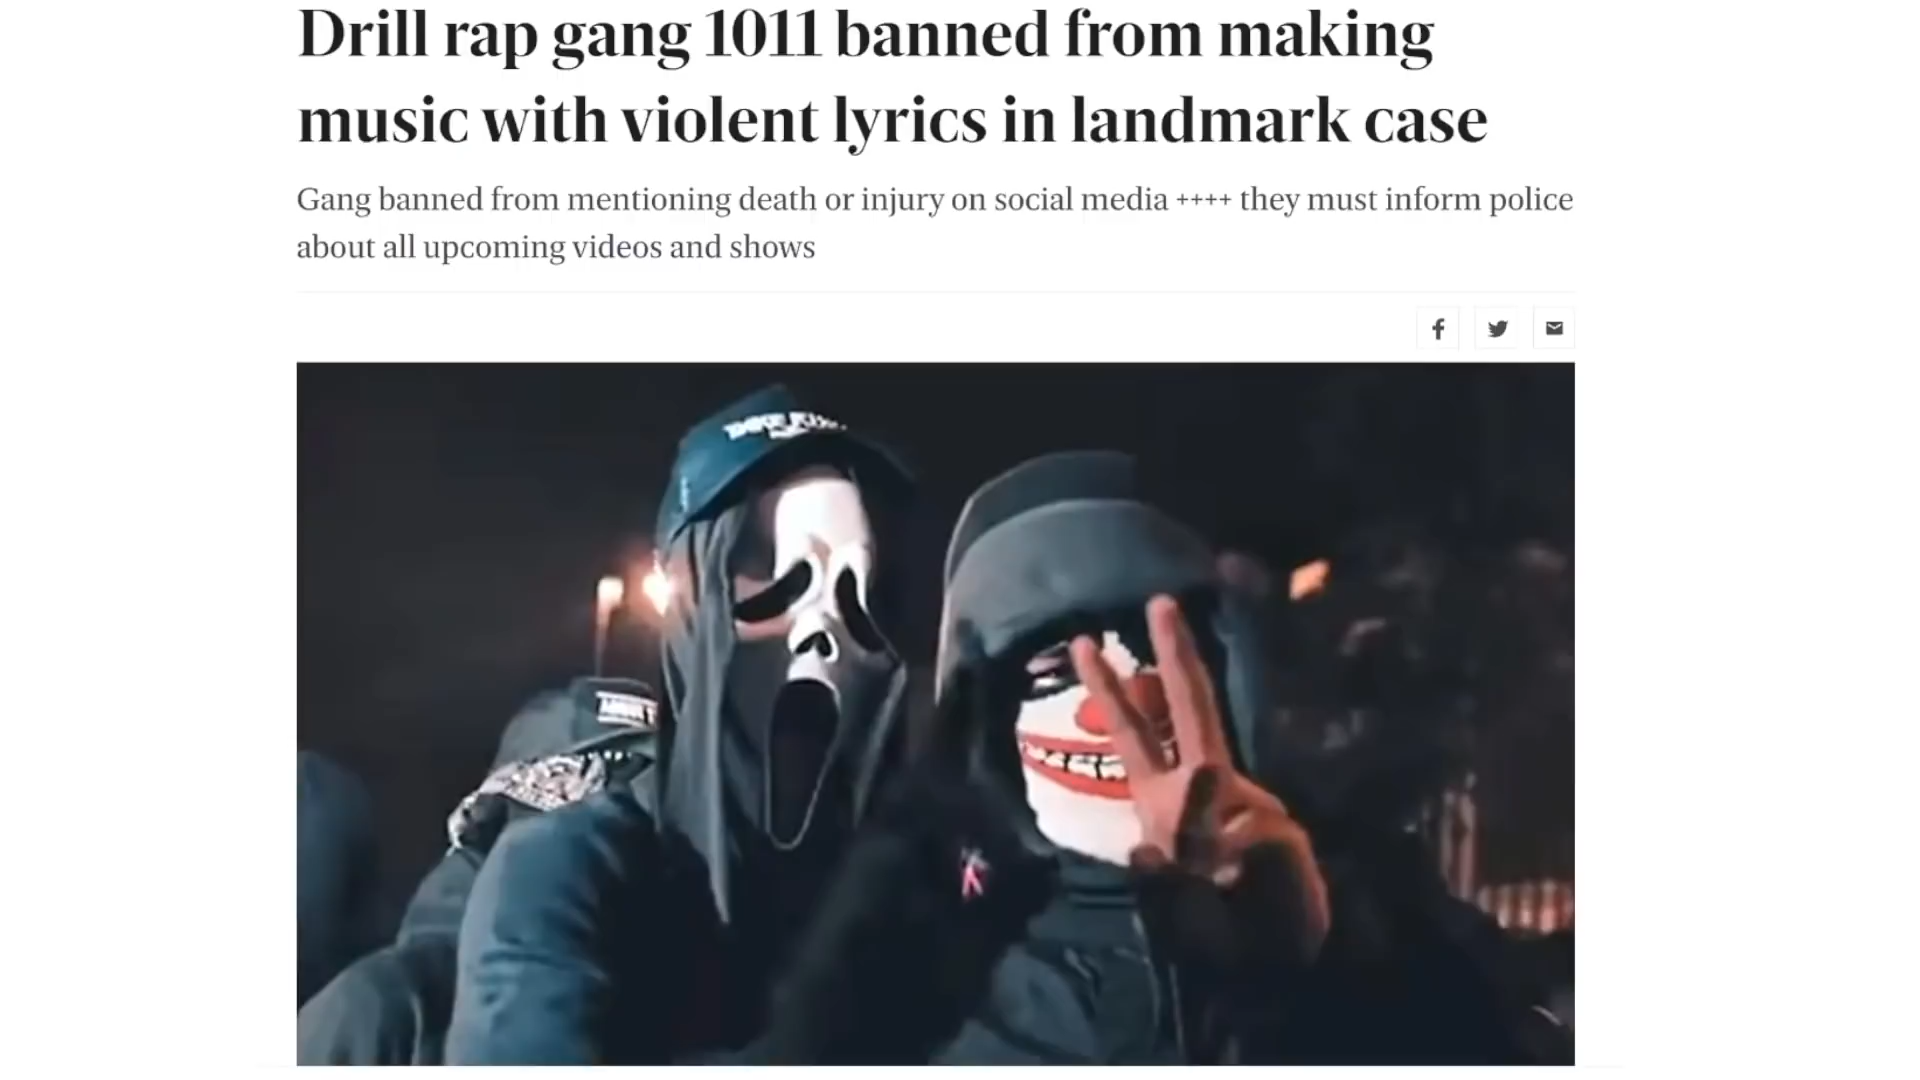 Drill rap gang 1011 banned from making
music with violent lyrics in landmark case
Gang banned from mentioning death or injury on social media ++++ they must inform police
about all upcoming videos and shows